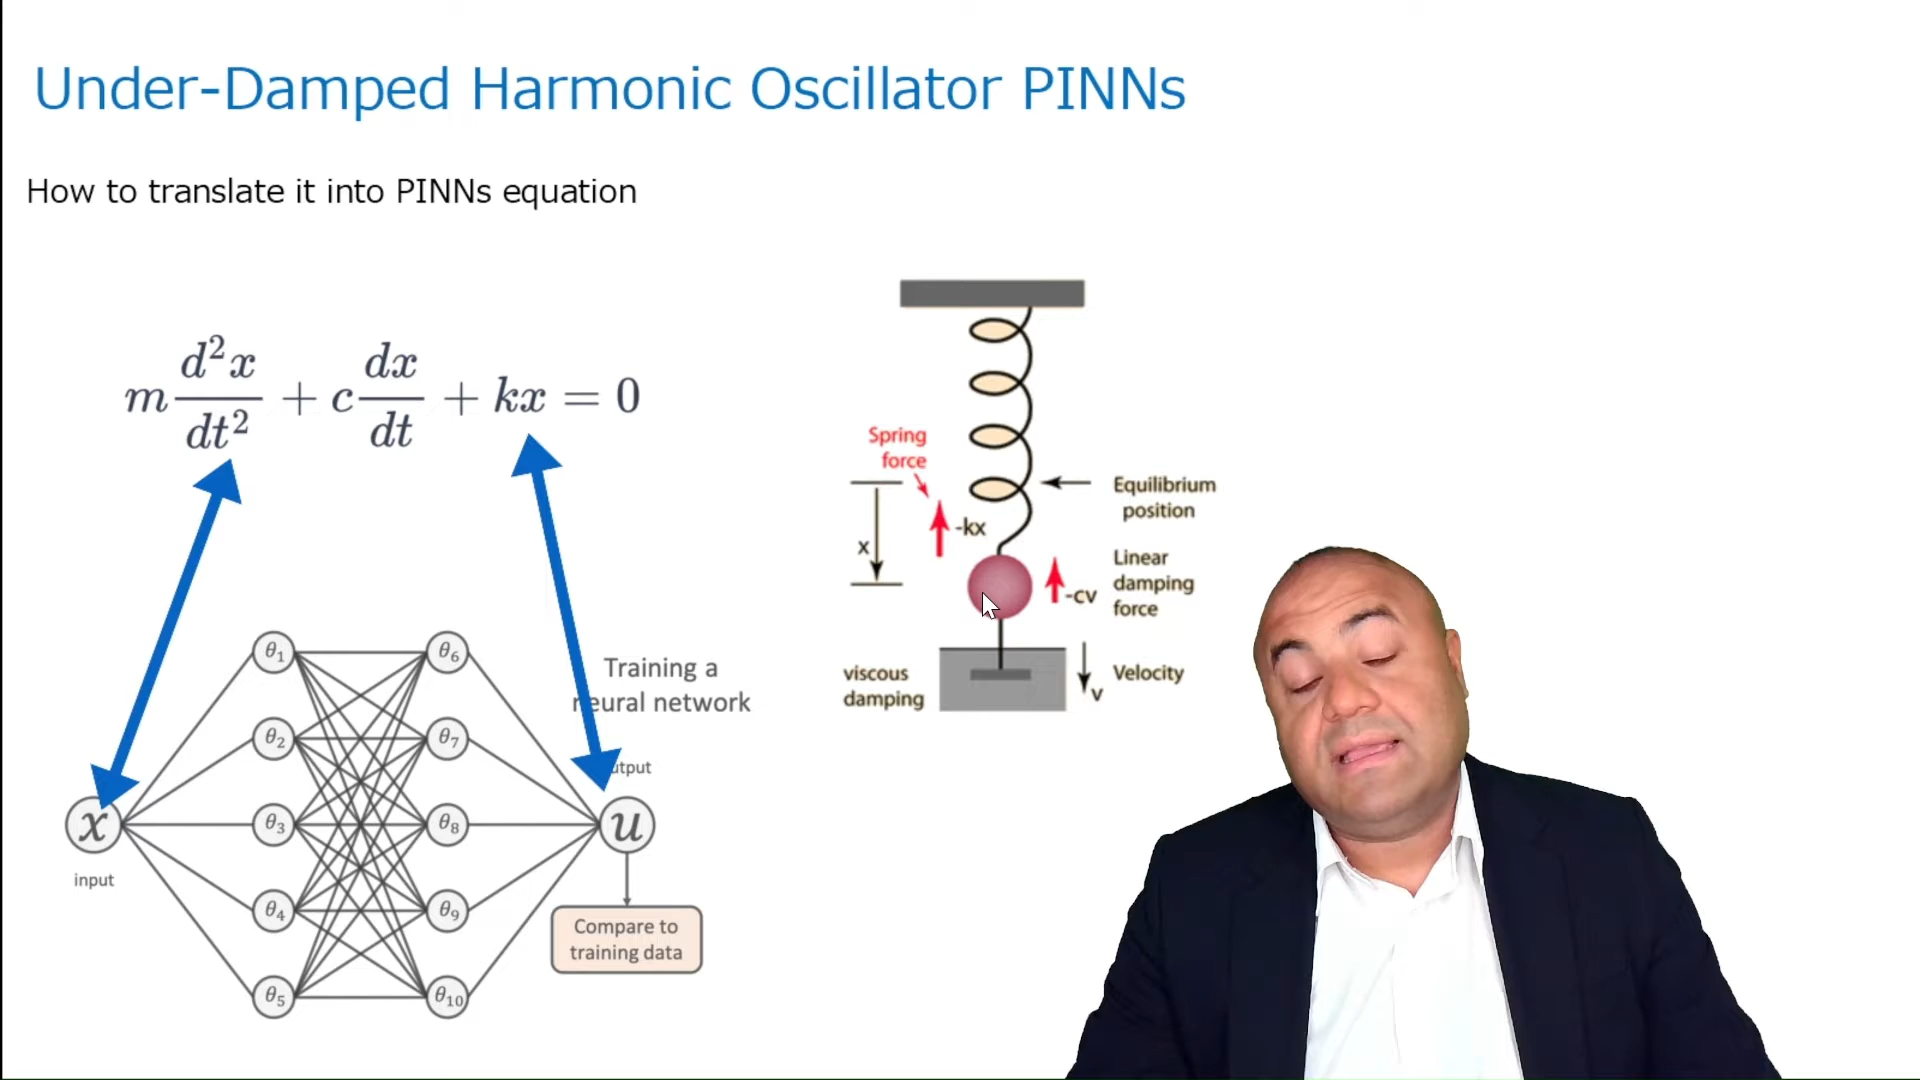 Under-Damped Harmonic Oscillator PINNs
How to translate it into PINNs equation
m d²x/dt² + c dx/dt + kx = 0
Spring
force
-kx
x
Equilibrium
position
Linear
damping
force
-cv
viscous
damping
Velocity
v
Training a
neural network
x
input
θ₁
θ₂
θ₃
θ₄
θ₅
θ₆
θ₇
θ₈
θ₉
θ₁₀
utput
u
Compare to
training data